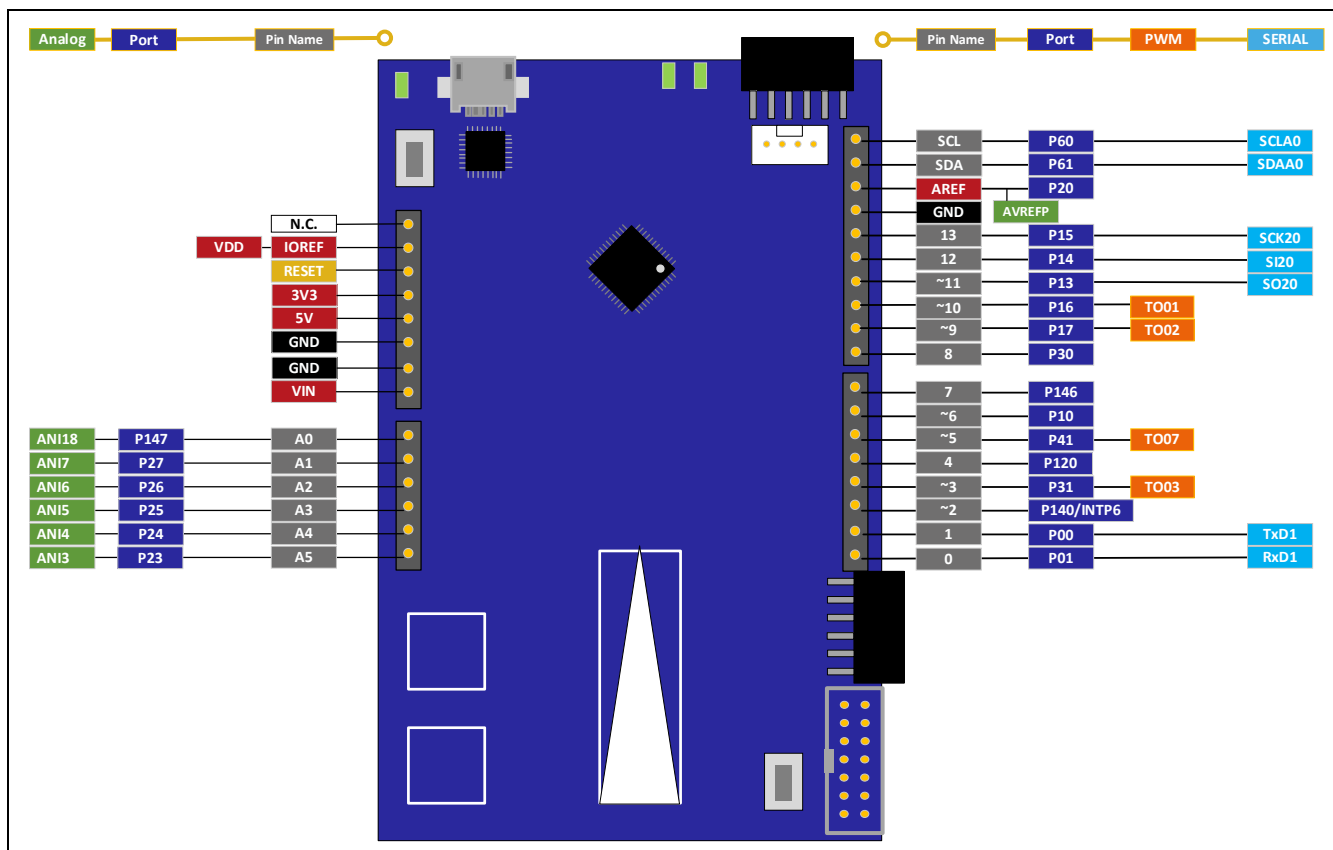 Analog Port Pin Name
Pin Name Port PWM SERIAL
N.C.
VDD IOREF
RESET
3V3
5V
GND
GND
VIN
ANI18 P147 A0
ANI7 P27 A1
ANI6 P26 A2
ANI5 P25 A3
ANI4 P24 A4
ANI3 P23 A5
SCL P60 SCLA0
SDA P61 SDAA0
AREF P20
GND AVREFP
13 P15 SCK20
12 P14 SI20
~11 P13 SO20
~10 P16 TO01
~9 P17 TO02
8 P30
7 P146
~6 P10
~5 P41 TO07
4 P120
~3 P31 TO03
~2 P140/INTP6
1 P00 TxD1
0 P01 RxD1